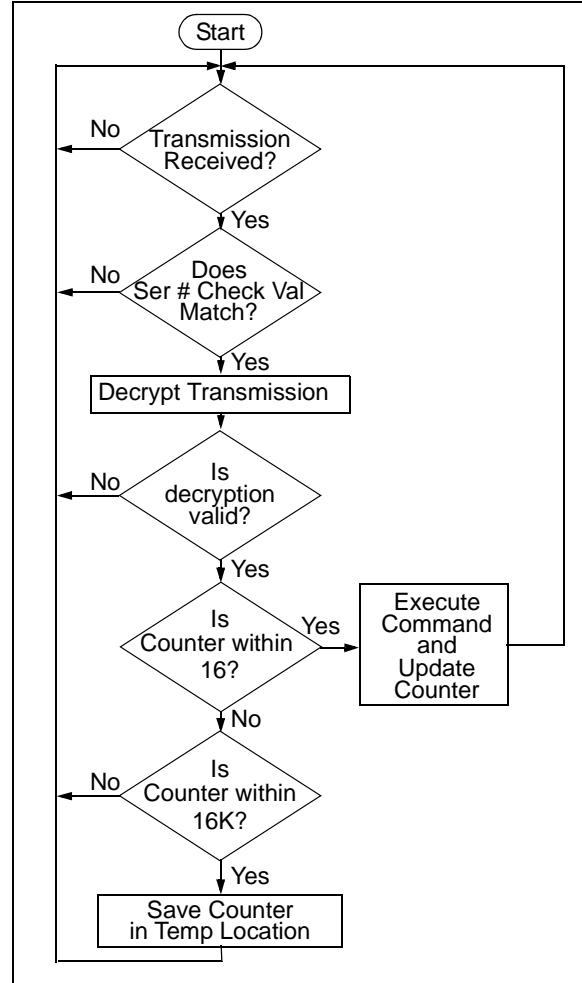 Start
No
Transmission
Received?
Yes
No
Does
Ser # Check Val
Match?
Yes
Decrypt Transmission
No
Is
decryption
valid?
Yes
Is
Counter within
16?
Yes
Execute
Command
and
Update
Counter
No
No
Is
Counter within
16K?
Yes
Save Counter
in Temp Location